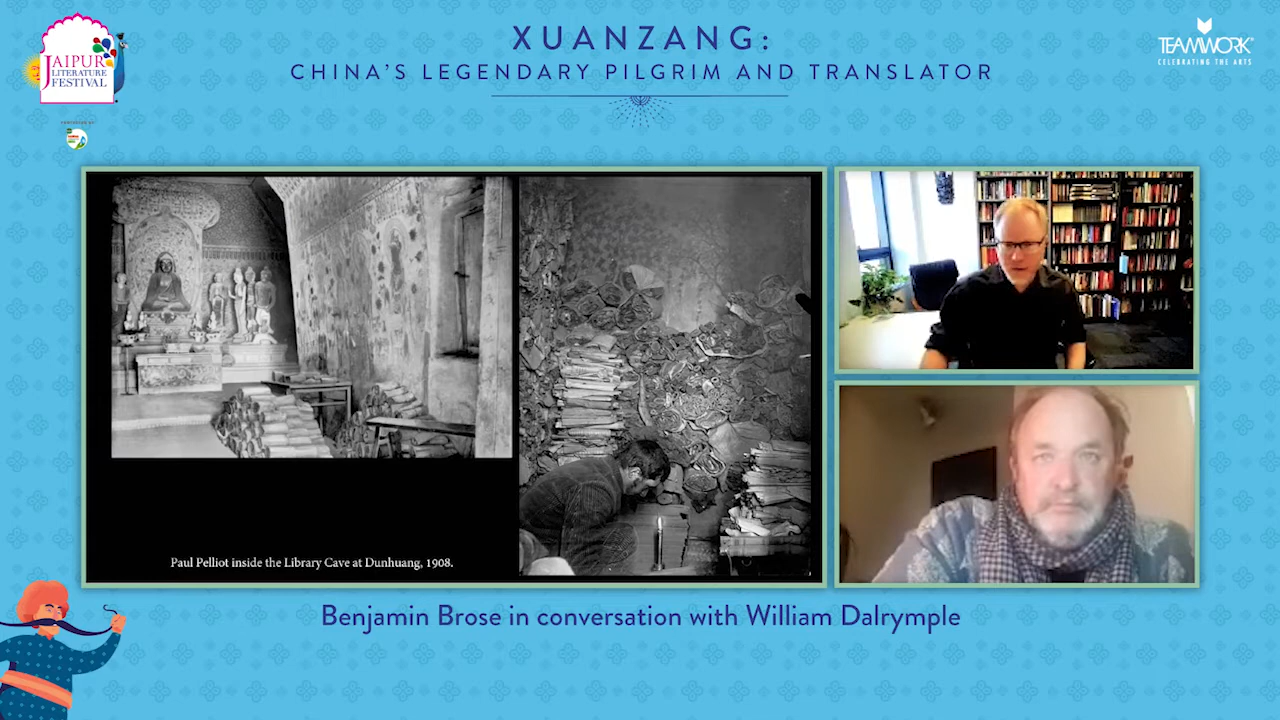 XUANZANG:
CHINA'S LEGENDARY PILGRIM AND TRANSLATOR
JAIPUR
LITERATURE
FESTIVAL
TEAMWORK
CELEBRATING THE ARTS
Paul Pelliot inside the Library Cave at Dunhuang, 1908.
Benjamin Brose in conversation with William Dalrymple